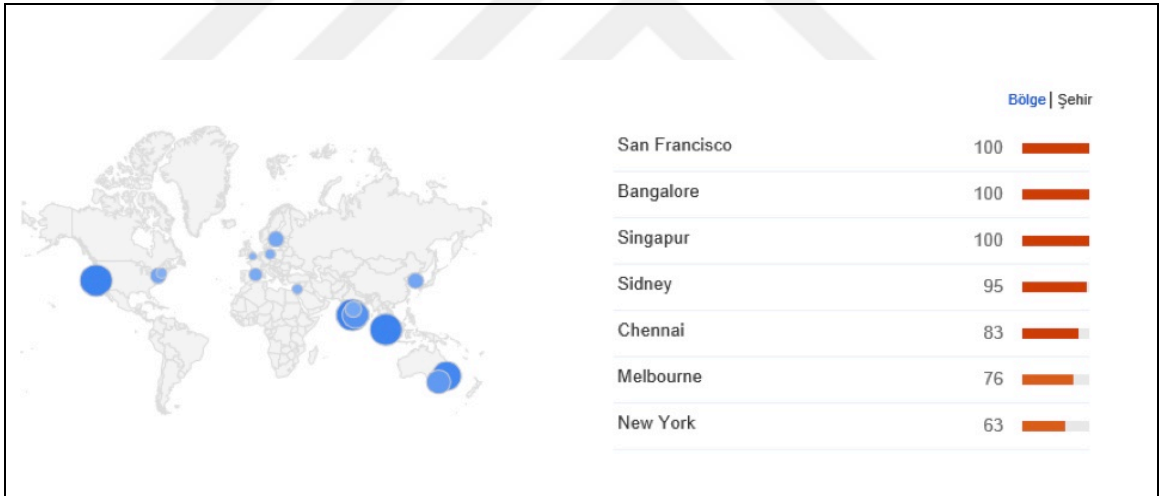 Bölge | Şehir
San Francisco 100
Bangalore 100
Singapur 100
Sidney 95
Chennai 83
Melbourne 76
New York 63